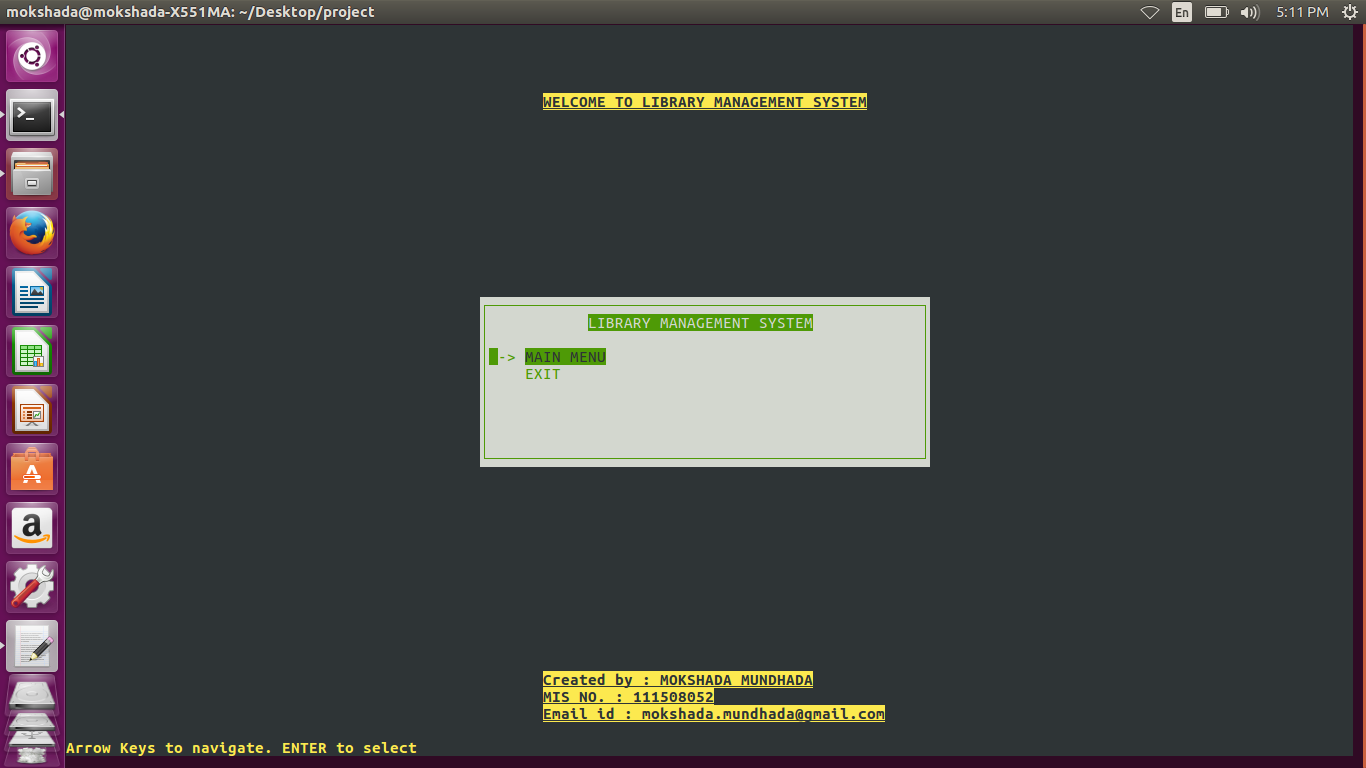 mokshada@mokshada-X551MA: ~/Desktop/project
En
5:11 PM
WELCOME TO LIBRARY MANAGEMENT SYSTEM
LIBRARY MANAGEMENT SYSTEM
-> MAIN MENU
EXIT
Created by : MOKSHADA MUNDHADA
MIS NO. : 111508052
Email id : mokshada.mundhada@gmail.com
Arrow Keys to navigate. ENTER to select